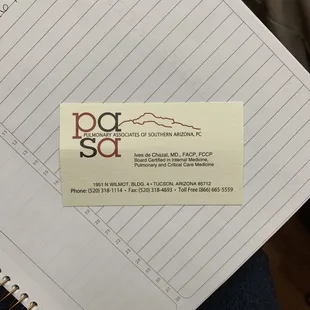 pa
PULMONARY ASSOCIATES OF SOUTHERN ARIZONA, PC
sa
Ives de Chazal, MD., FACP, FCCP
Board Certified in Internal Medicine,
Pulmonary and Critical Care Medicine
1951 N WILMOT, BLDG. 4 • TUCSON, ARIZONA 85712
Phone: (520) 318-1114 • Fax: (520) 318-4693 • Toll Free (866) 665-5559